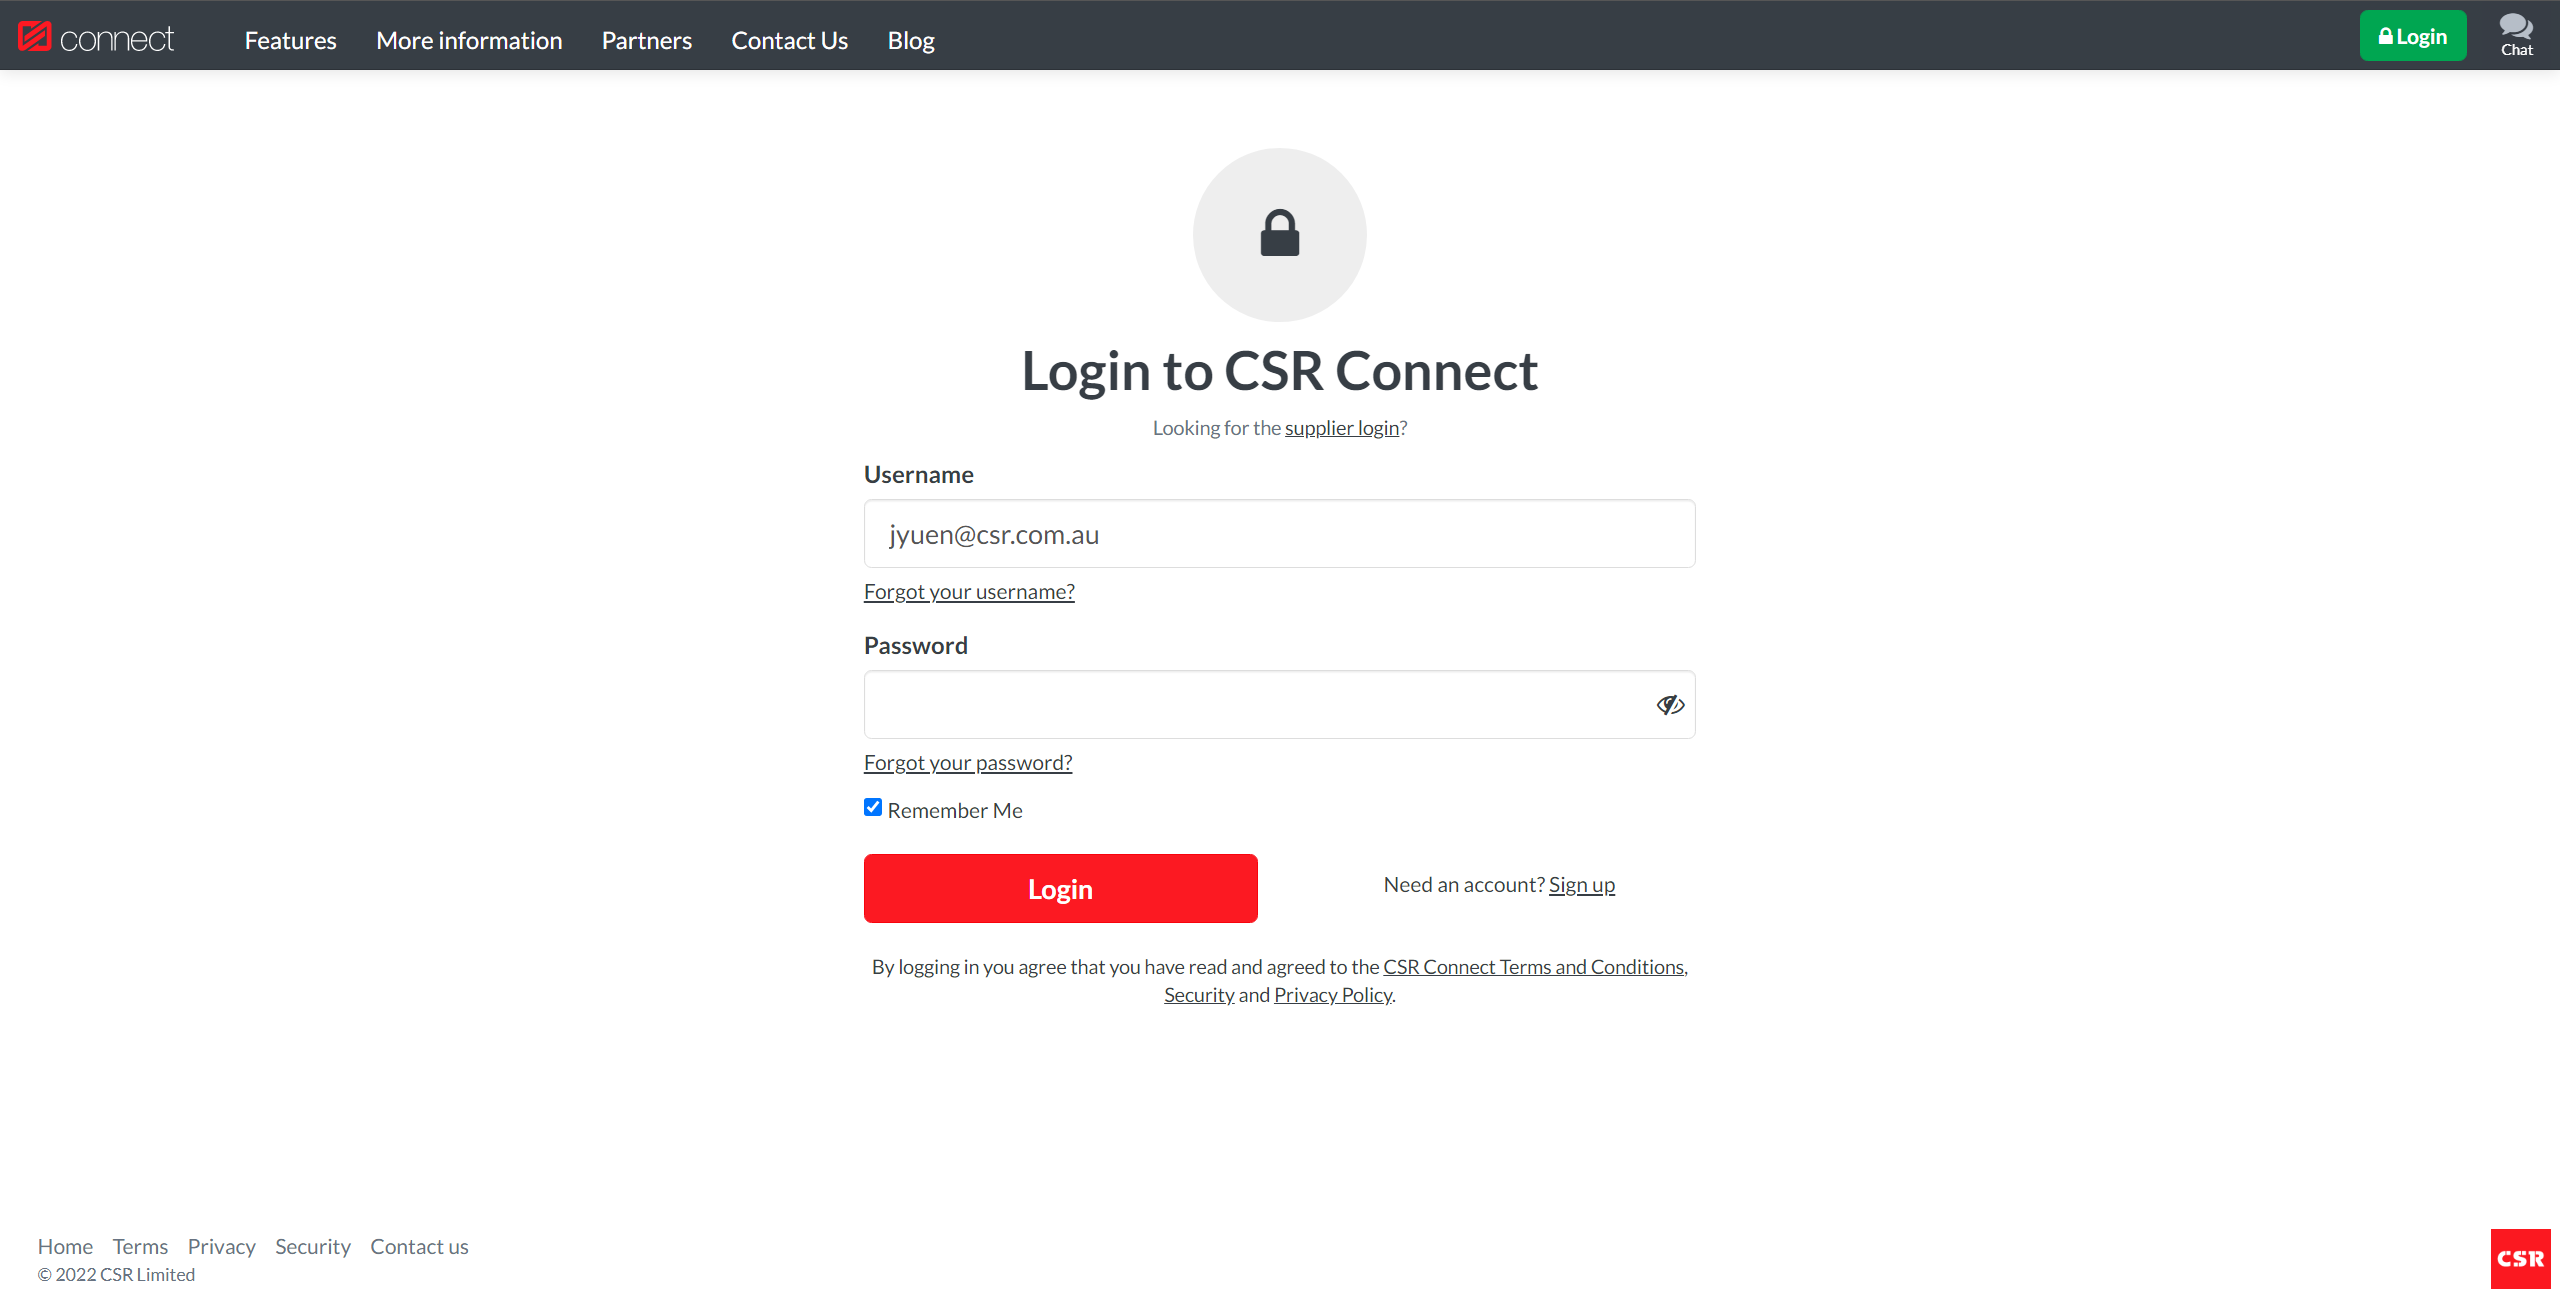 connect Features More information Partners Contact Us Blog Login Chat
Login to CSR Connect
Looking for the supplier login?
Username
jyuen@csr.com.au
Forgot your username?
Password
Forgot your password?
Remember Me
Login Need an account? Sign up
By logging in you agree that you have read and agreed to the CSR Connect Terms and Conditions,
Security and Privacy Policy.
Home Terms Privacy Security Contact us
© 2022 CSR Limited
CSR